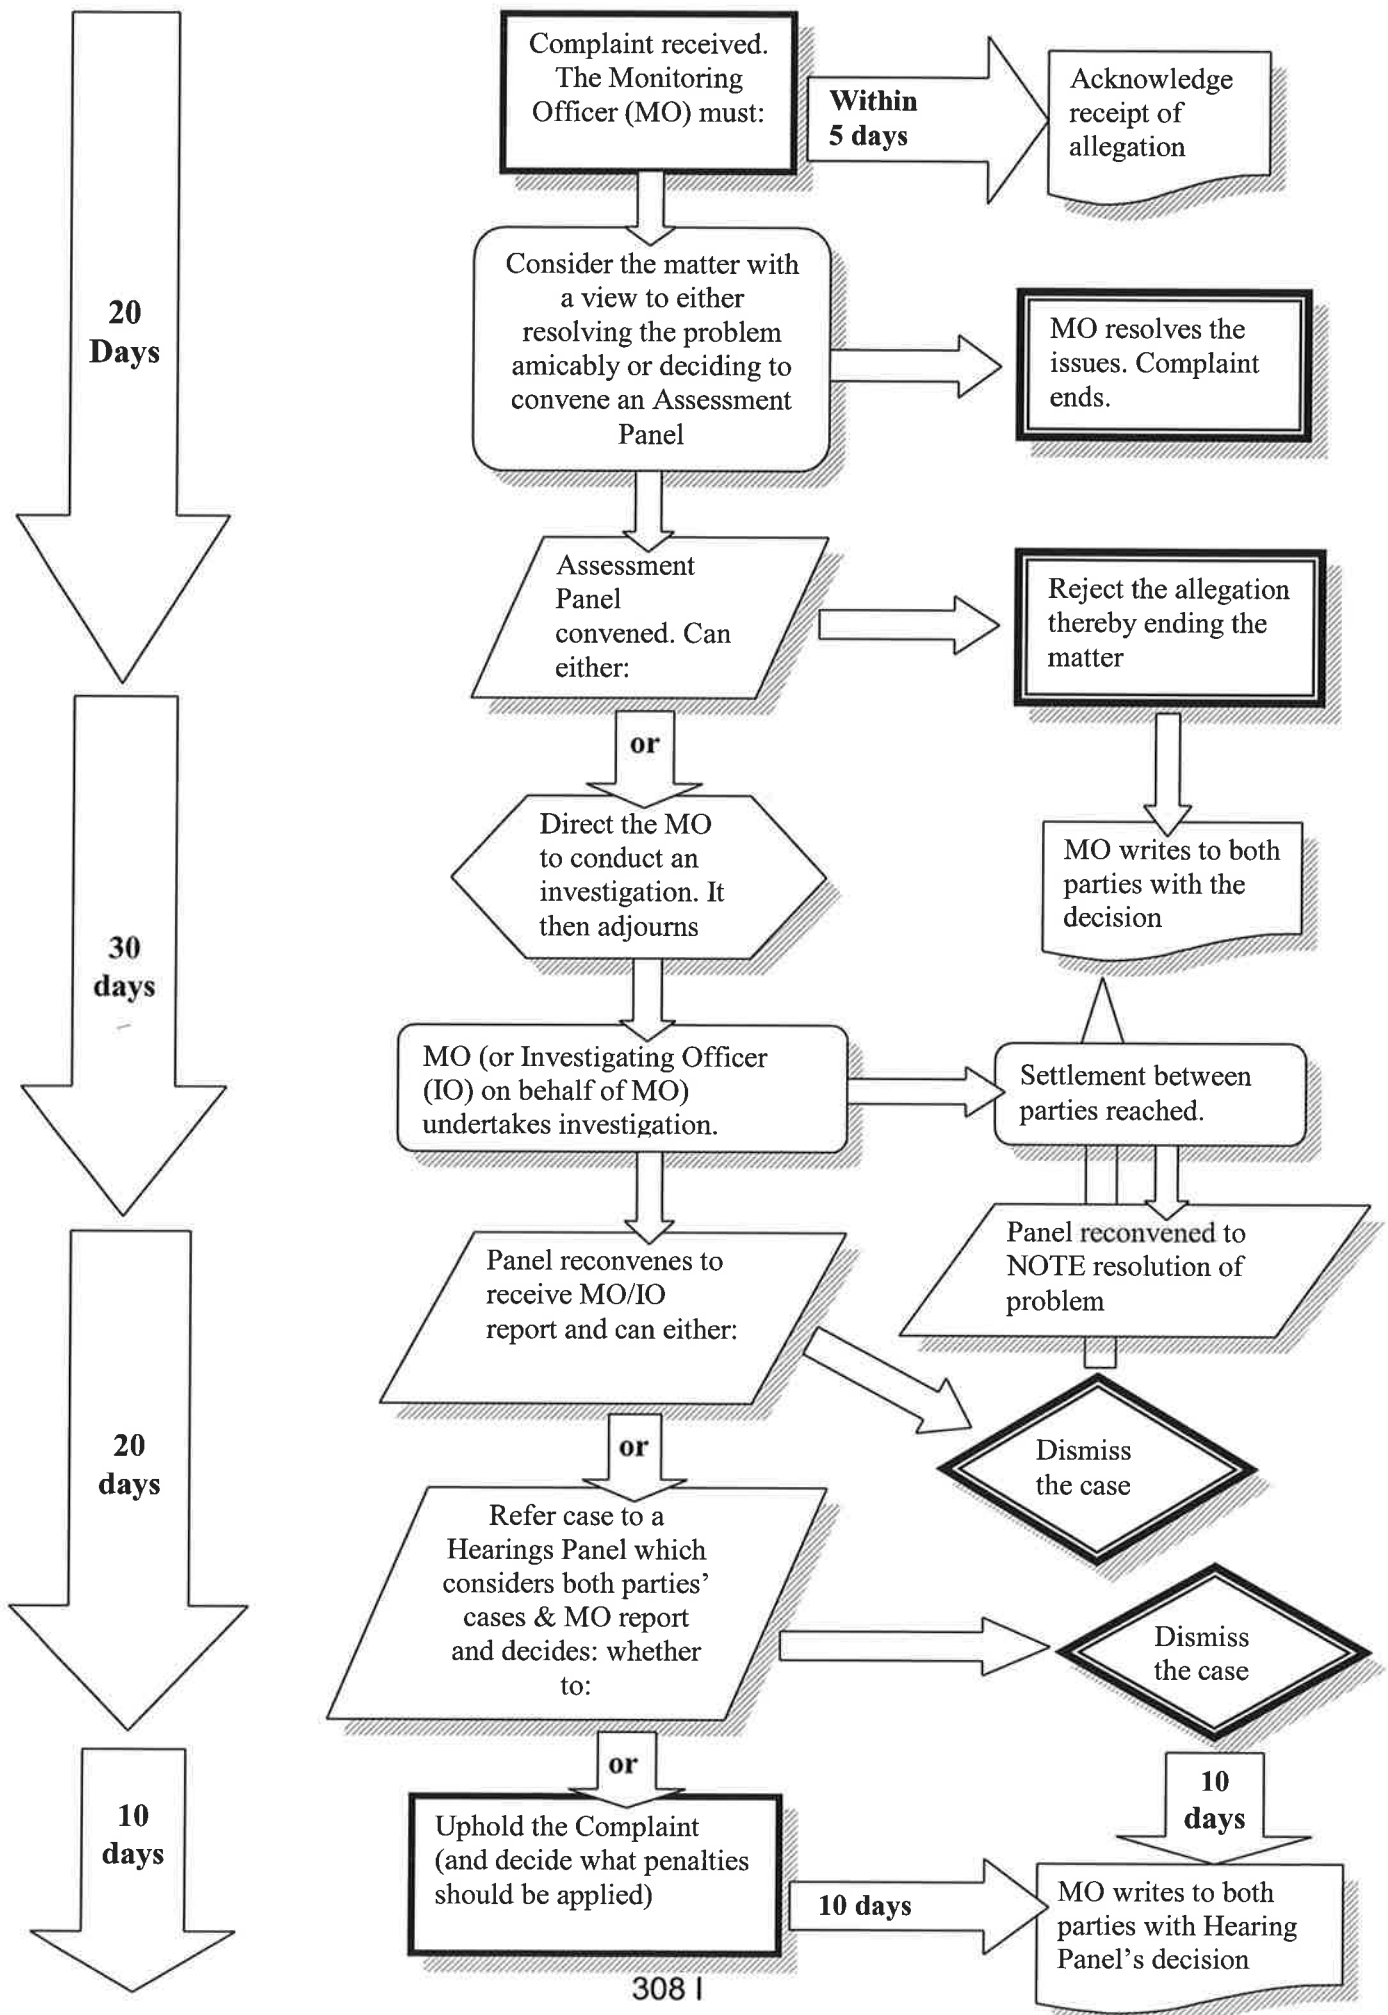 Complaint received.
The Monitoring
Officer (MO) must:
Within
5 days
Acknowledge
receipt of
allegation
20
Days
Consider the matter with
a view to either
resolving the problem
amicably or deciding to
convene an Assessment
Panel
MO resolves the
issues. Complaint
ends.
Assessment
Panel
convened. Can
either:
Reject the allegation
thereby ending the
matter
or
Direct the MO
to conduct an
investigation. It
then adjourns
MO writes to both
parties with the
decision
30
days
MO (or Investigating Officer
(IO) on behalf of MO)
undertakes investigation.
Settlement between
parties reached.
Panel reconvenes to
receive MO/IO
report and can either:
Panel reconvened to
NOTE resolution of
problem
20
days
or
Dismiss
the case
Refer case to a
Hearings Panel which
considers both parties’
cases & MO report
and decides: whether
to:
Dismiss
the case
or
10
days
10
days
Uphold the Complaint
(and decide what penalties
should be applied)
10 days
MO writes to both
parties with Hearing
Panel’s decision
308 I